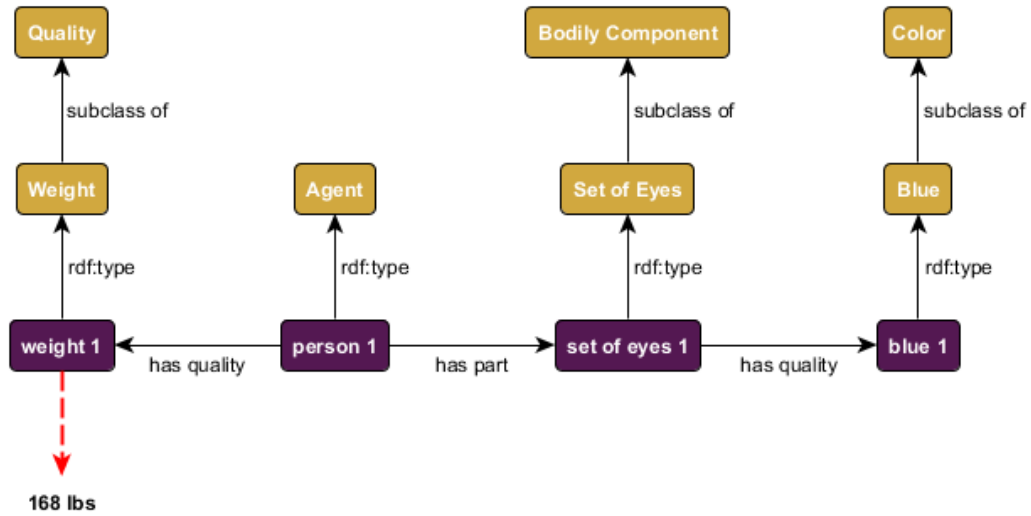 Quality
Bodily Component
Color
subclass of
subclass of
subclass of
Weight
Agent
Set of Eyes
Blue
rdf:type
rdf:type
rdf:type
rdf:type
weight 1
person 1
set of eyes 1
blue 1
has quality
has part
has quality
168 lbs